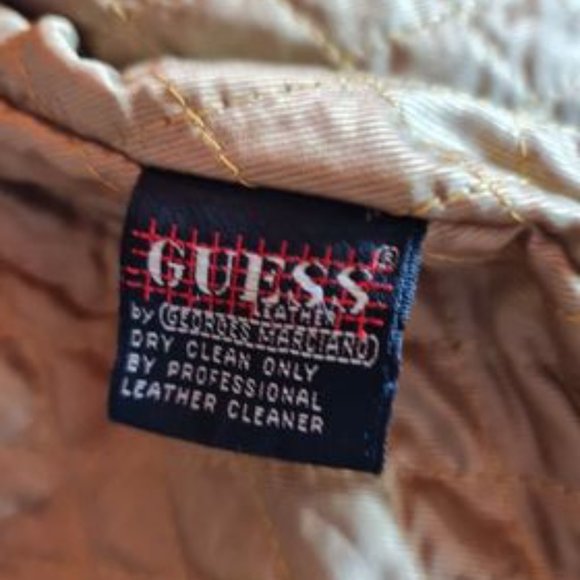 GUESS®
LEATHER
by GEORGES MARCIANO
DRY CLEAN ONLY
BY PROFESSIONAL
LEATHER CLEANER